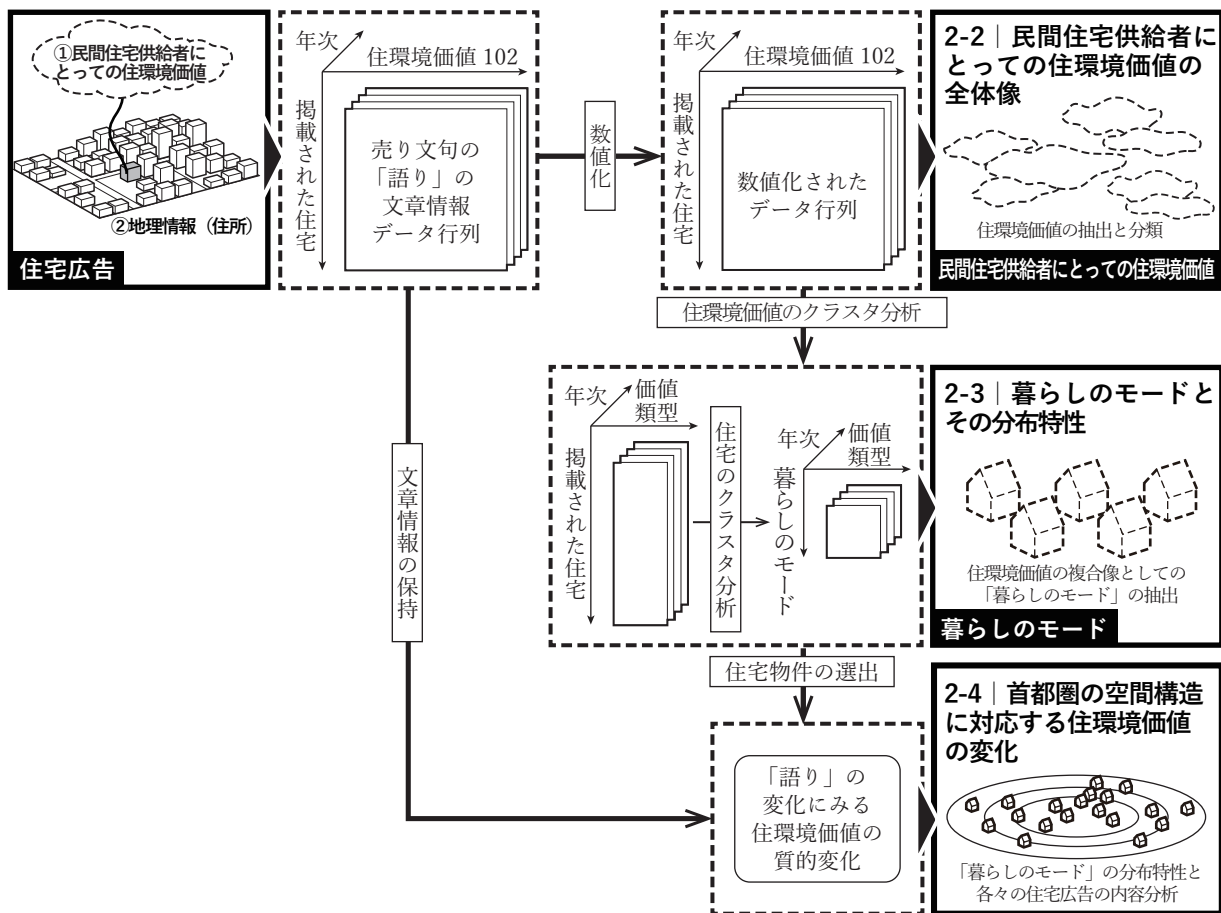 ①民間住宅供給者に
とっての住環境価値
②地理情報（住所）
住宅広告
年次
住環境価値 102
掲載された住宅
売り文句の
「語り」の
文章情報
データ行列
数値化
年次
住環境価値 102
掲載された住宅
数値化された
データ行列
2-2｜民間住宅供給者に
とっての住環境価値の
全体像
住環境価値の抽出と分類
民間住宅供給者にとっての住環境価値
住環境価値のクラスタ分析
年次
価値
類型
掲載された住宅
住宅のクラスタ分析
年次
価値
類型
暮らしのモード
2-3｜暮らしのモードと
その分布特性
住環境価値の複合像としての
「暮らしのモード」の抽出
暮らしのモード
文章情報の保持
住宅物件の選出
「語り」の
変化にみる
住環境価値の
質的変化
2-4｜首都圏の空間構造
に対応する住環境価値
の変化
「暮らしのモード」の分布特性と
各々の住宅広告の内容分析